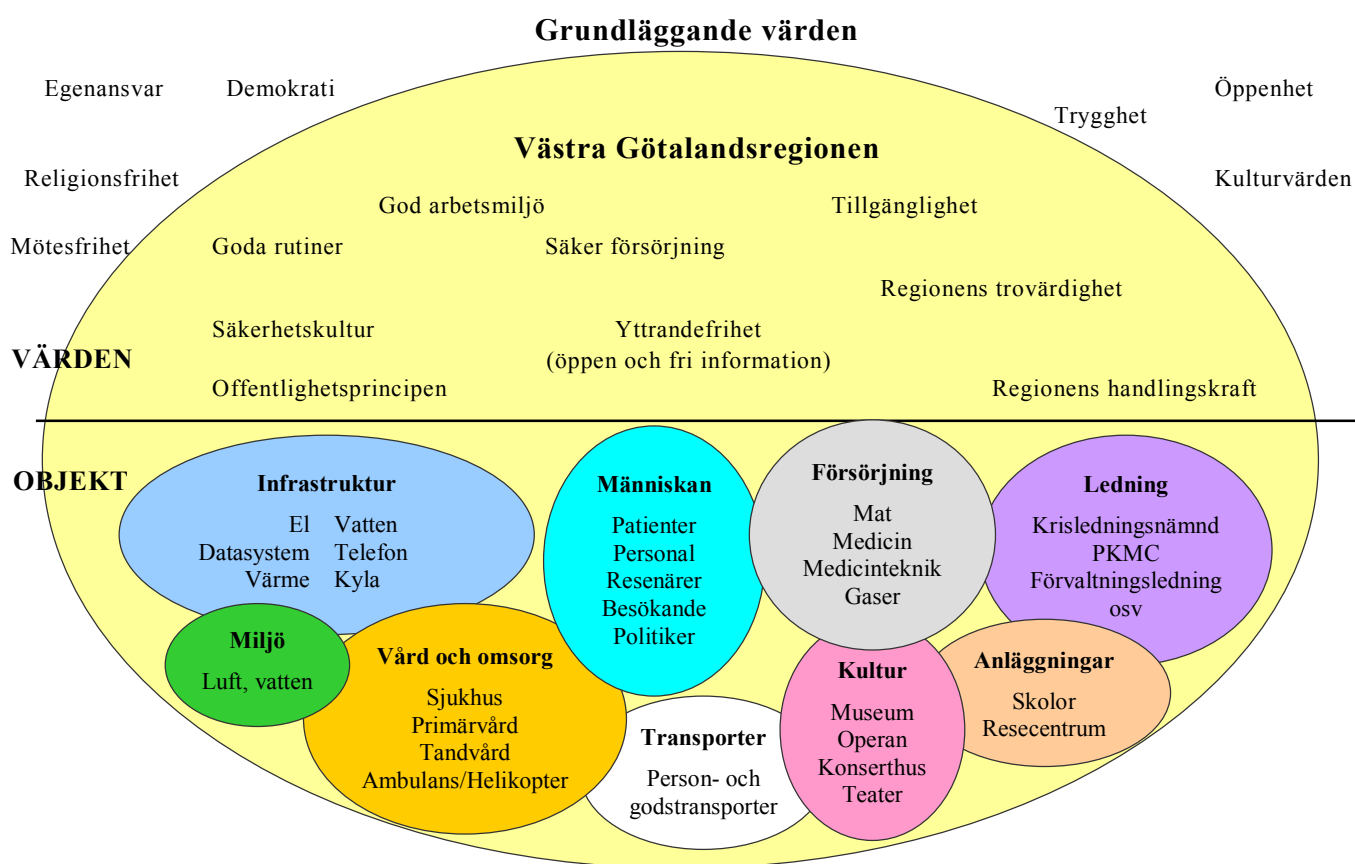 Grundläggande värden
Egenansvar
Demokrati
Öppenhet
Trygghet
Västra Götalandsregionen
Religionsfrihet
Kulturvärden
God arbetsmiljö
Tillgänglighet
Mötesfrihet
Goda rutiner
Säker försörjning
Regionens trovärdighet
Säkerhetskultur
Yttrandefrihet
(öppen och fri information)
VÄRDEN
Offentlighetsprincipen
Regionens handlingskraft
OBJEKT
Infrastruktur
El Vatten
Datasystem Telefon
Värme Kyla
Människan
Patienter
Personal
Resenärer
Besökande
Politiker
Försörjning
Mat
Medicin
Medicinteknik
Gaser
Ledning
Krisledningsnämnd
PKMC
Förvaltningsledning
osv
Miljö
Luft, vatten
Vård och omsorg
Sjukhus
Primärvård
Tandvård
Ambulans/Helikopter
Transporter
Person- och
godstransporter
Kultur
Museum
Operan
Konserthus
Teater
Anläggningar
Skolor
Resecentrum